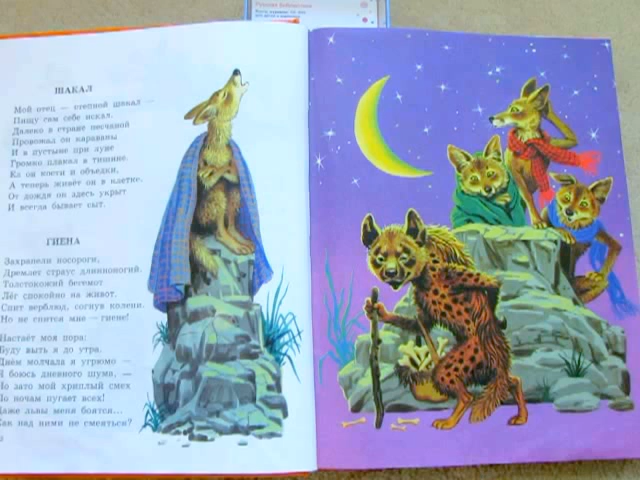 Русская библиотека
ШАКАЛ
Мой отец — степной шакал —
Пищу сам себе искал.
Далеко в стране песчаной
Провожал он караваны
И в пустыне при луне
Громко плакал в тишине.
Ел он кости и объедки,
А теперь живёт он в клетке.
От дождя он здесь укрыт
И всегда бывает сыт.
ГИЕНА
Захрапели носороги,
Дремлет страус длинноногий.
Толстокожий бегемот
Лёг спокойно на живот.
Спит верблюд, согнув колени.
Но не спится мне — гиене!
Настаёт моя пора:
Буду выть я до утра.
Днём молчала я угрюмо —
Я боюсь дневного шума, —
Но зато мой хриплый смех
По ночам пугает всех!
Даже львы меня боятся...
Как над ними не смеяться?